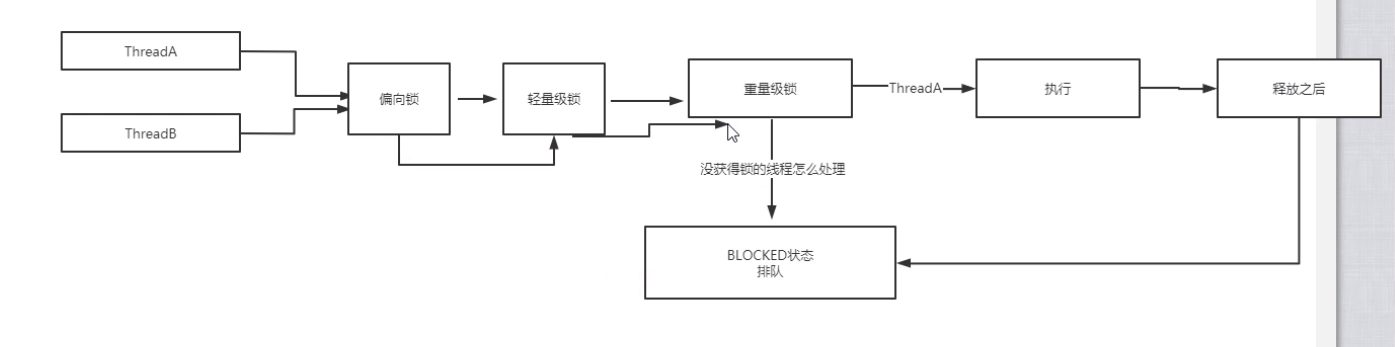 ThreadA
ThreadB
偏向锁
轻量级锁
重量级锁
ThreadA
执行
释放之后
没获得锁的线程怎么处理
BLOCKED状态
排队